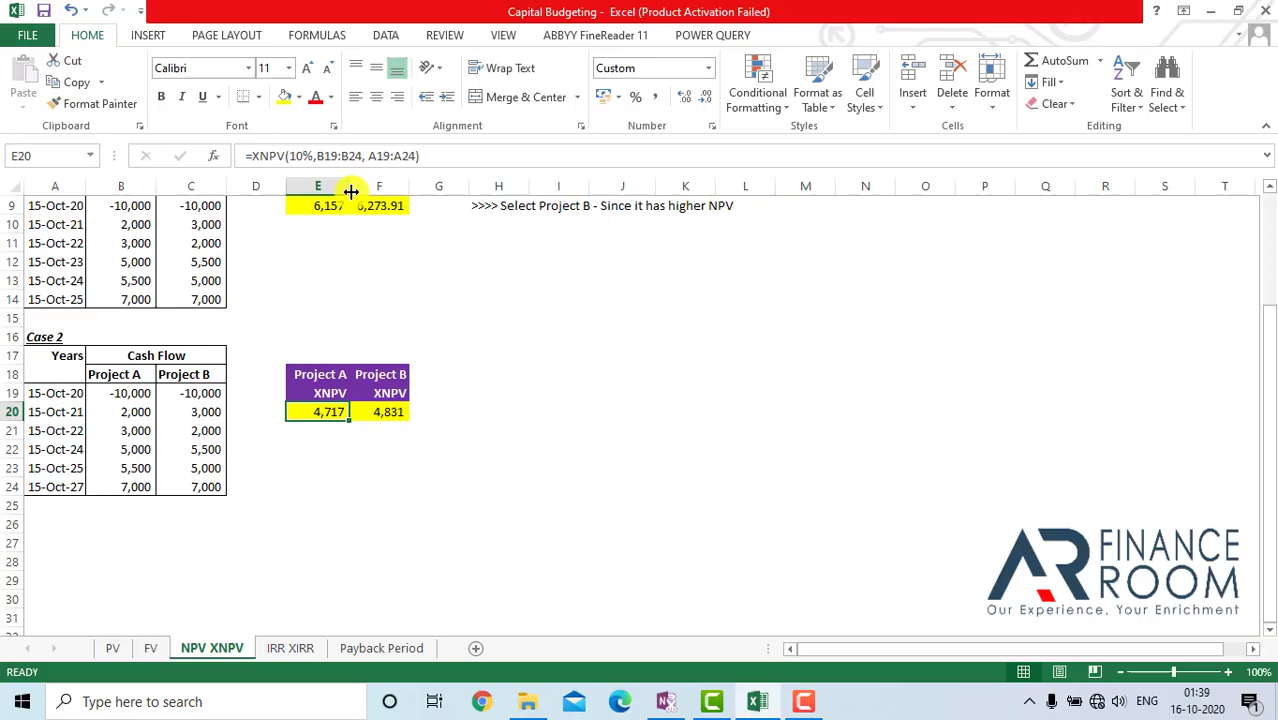 Capital Budgeting - Excel (Product Activation Failed)
FILE HOME INSERT PAGE LAYOUT FORMULAS DATA REVIEW VIEW ABBYY FineReader 11 POWER QUERY
Paste Cut Copy Format Painter Clipboard
Calibri 11 B I U A Font
Wrap Text Merge & Center Alignment
Custom % , Number
Conditional Formatting Format as Table Cell Styles Styles
Insert Delete Format Cells
AutoSum Fill Clear Sort & Filter Find & Select Editing
E20 fx =XNPV(10%,B19:B24, A19:A24)
A B C D E F G H I J K L M N O P Q R S T
9 15-Oct-20 -10,000 -10,000 6,157 6,273.91 >>>> Select Project B - Since it has higher NPV
10 15-Oct-21 2,000 3,000
11 15-Oct-22 3,000 2,000
12 15-Oct-23 5,000 5,500
13 15-Oct-24 5,500 5,000
14 15-Oct-25 7,000 7,000
15
16 Case 2
17 Years Cash Flow
18 Project A Project B Project A Project B
19 15-Oct-20 -10,000 -10,000 XNPV XNPV
20 15-Oct-21 2,000 3,000 4,717 4,831
21 15-Oct-22 3,000 2,000
22 15-Oct-24 5,000 5,500
23 15-Oct-25 5,500 5,000
24 15-Oct-27 7,000 7,000
25
26
27
28
29
30
31
AR FINANCE ROOM
Our Experience, Your Enrichment
PV FV NPV XNPV IRR XIRR Payback Period
READY 100%
Type here to search ENG 01:39
16-10-2020